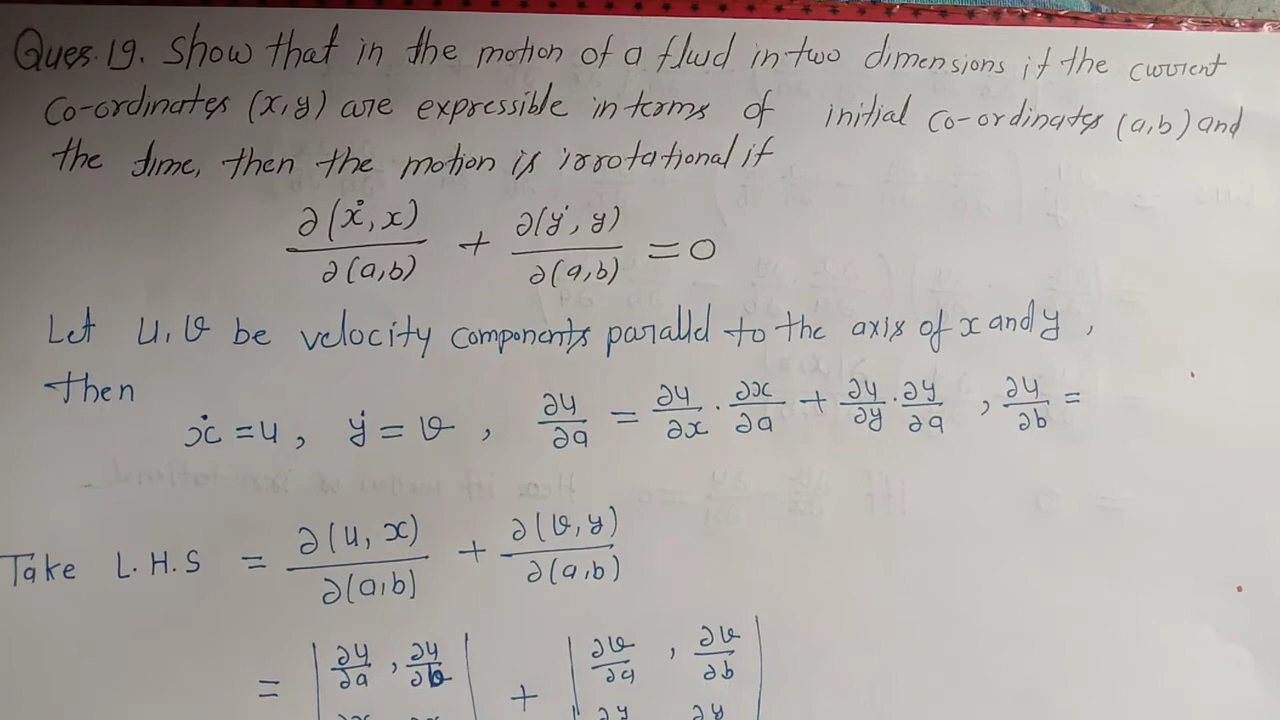 Ques. 19. Show that in the motion of a fluid in two dimensions if the current
Co-ordinates (x,y) are expressible in terms of initial co-ordinates (a,b) and
the time, then the motion is irrotational if
∂(ẋ, x)/∂(a,b) + ∂(ẏ, y)/∂(a,b) = 0
Let u, v be velocity components parallel to the axis of x and y,
then
ẋ = u, ẏ = v, ∂u/∂a = ∂u/∂x · ∂x/∂a + ∂u/∂y · ∂y/∂a, ∂u/∂b =
Take L.H.S = ∂(u, x)/∂(a,b) + ∂(v, y)/∂(a,b)
= | ∂u/∂a , ∂u/∂b | + | ∂v/∂a , ∂v/∂b |